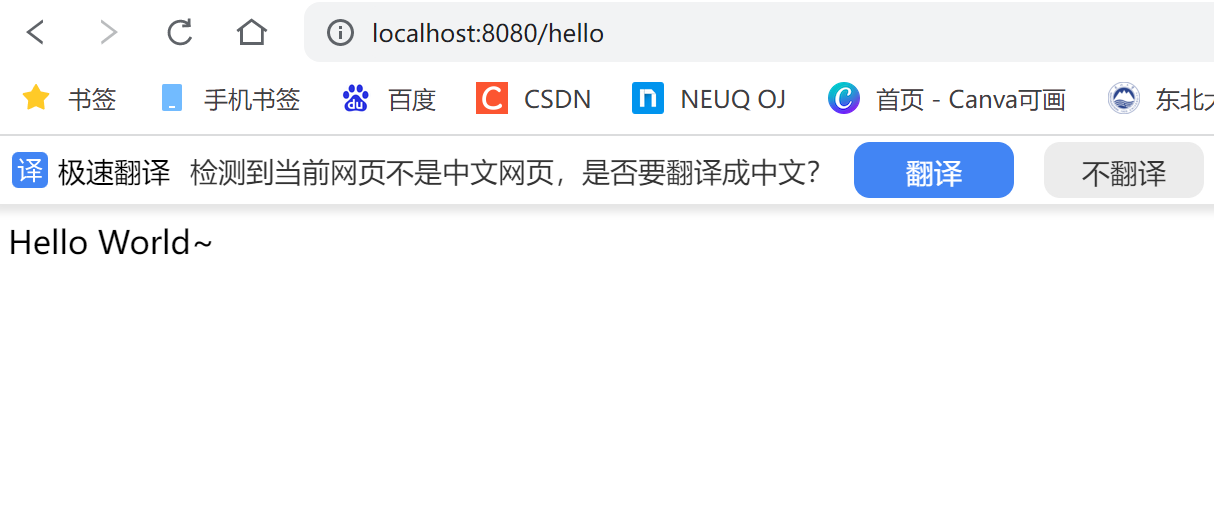 localhost:8080/hello
书签 手机书签 百度 CSDN NEUQ OJ 首页 - Canva可画 东北
译 极速翻译 检测到当前网页不是中文网页，是否要翻译成中文？ 翻译 不翻译
Hello World~